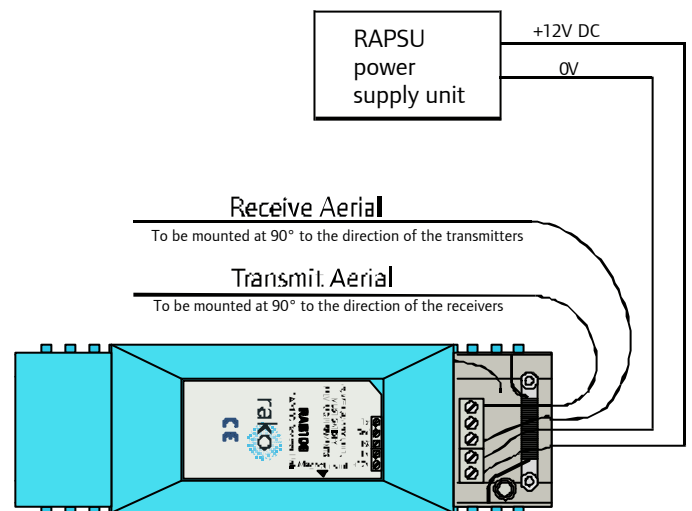 RAPSU
power
supply unit
+12V DC
0V
Receive Aerial
To be mounted at 90° to the direction of the transmitters
Transmit Aerial
To be mounted at 90° to the direction of the receivers
rako
CE